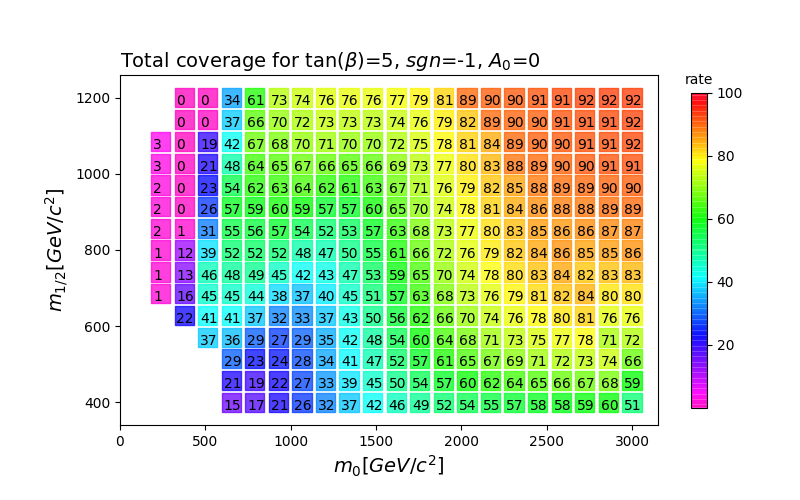 Total coverage for tan(β)=5, sgn=-1, A₀=0
rate
1200
0 0 34 61 73 74 76 76 76 77 79 81 89 90 90 91 91 92 92 92
100
0 0 37 66 70 72 73 73 73 74 76 79 82 89 90 90 91 91 91 92
3 0 19 42 67 68 70 71 70 70 72 75 78 81 84 89 90 90 91 91 92
80
1000
3 0 21 48 64 65 67 66 65 66 69 73 77 80 83 88 89 90 90 91 91
2 0 23 54 62 63 64 62 61 63 67 71 76 79 82 85 88 89 89 90 90
2 0 26 57 59 60 59 57 57 60 65 70 74 78 81 84 86 88 88 89 89
60
2 1 31 55 56 57 54 52 53 57 63 68 73 77 80 83 85 86 86 87 87
800
1 12 39 52 52 52 48 47 50 55 61 66 72 76 79 82 84 86 85 85 86
1 13 46 48 49 45 42 43 47 53 59 65 70 74 78 80 83 84 82 83 83
40
1 16 45 45 44 38 37 40 45 51 57 63 68 73 76 79 81 82 84 80 80
600
22 41 41 37 32 33 37 43 50 56 62 66 70 74 76 78 80 81 76 76
37 36 29 27 29 35 42 48 54 60 64 68 71 73 75 77 78 71 72
20
29 23 24 28 34 41 47 52 57 61 65 67 69 71 72 73 74 66
21 19 22 27 33 39 45 50 54 57 60 62 64 65 66 67 68 59
400
15 17 21 26 32 37 42 46 49 52 54 55 57 58 58 59 60 51
m₁/₂[GeV/c²]
0 500 1000 1500 2000 2500 3000
m₀[GeV/c²]